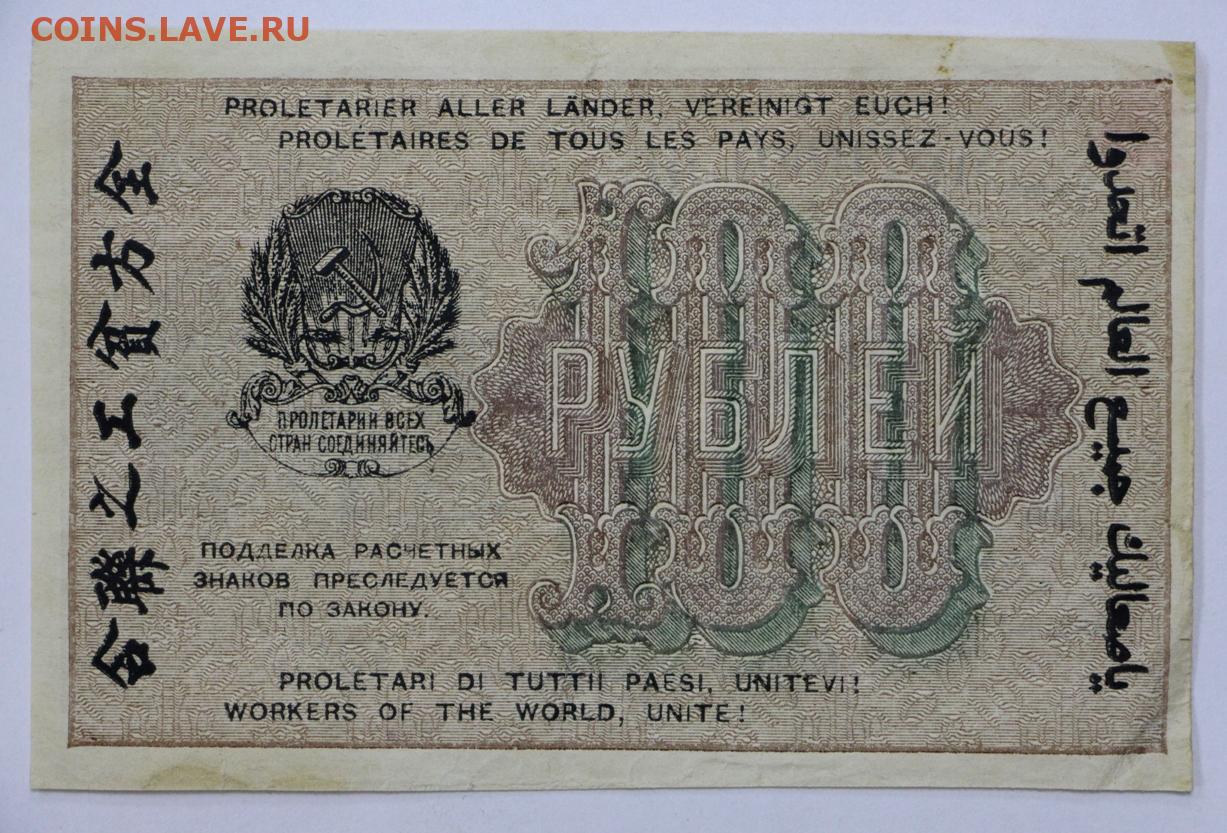 COINS.LAVE.RU
PROLETARIER ALLER LÄNDER, VEREINIGT EUCH!
PROLÉTAIRES DE TOUS LES PAYS, UNISSEZ-VOUS!
全方貧工之聯合
ПРОЛЕТАРИИ ВСЕХ
СТРАН СОЕДИНЯЙТЕСЬ
100
РУБЛЕЙ
ПОДДЕЛКА РАСЧЕТНЫХ
ЗНАКОВ ПРЕСЛЕДУЕТСЯ
ПО ЗАКОНУ.
PROLETARI DI TUTTII PAESI, UNITEVI!
WORKERS OF THE WORLD, UNITE!
ياصعاليك جميع العالم اتحدوا